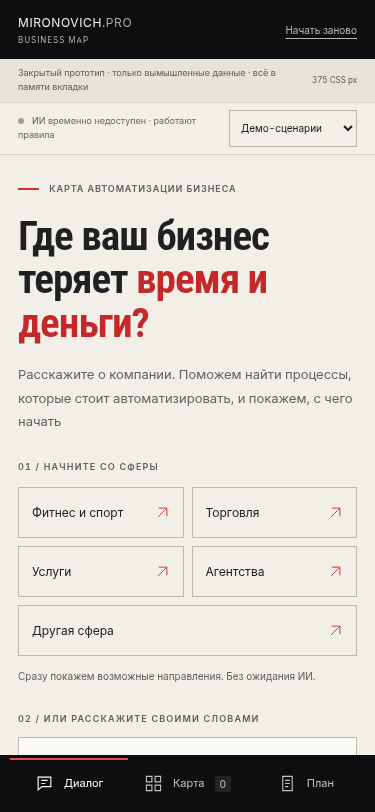 MIRONOVICH.PRO
BUSINESS MAP
Начать заново
Закрытый прототип · только вымышленные данные · всё в
памяти вкладки
375 CSS px
ИИ временно недоступен · работают
правила
Демо-сценарии
КАРТА АВТОМАТИЗАЦИИ БИЗНЕСА
Где ваш бизнес
теряет время и
деньги?
Расскажите о компании. Поможем найти процессы,
которые стоит автоматизировать, и покажем, с чего
начать
01 / НАЧНИТЕ СО СФЕРЫ
Фитнес и спорт
Торговля
Услуги
Агентства
Другая сфера
Сразу покажем возможные направления. Без ожидания ИИ.
02 / ИЛИ РАССКАЖИТЕ СВОИМИ СЛОВАМИ
Диалог
Карта 0
План